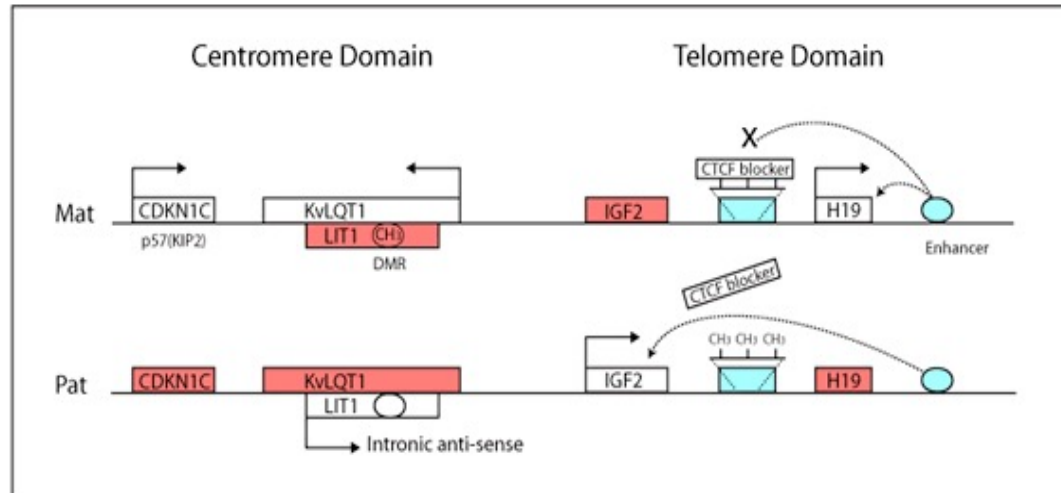 Centromere Domain
Telomere Domain
X
CTCF blocker
Mat
CDKN1C
KvLQT1
IGF2
H19
p57(KIP2)
LIT1
CH3
DMR
Enhancer
CTCF blocker
CH3 CH3 CH3
Pat
CDKN1C
KvLQT1
IGF2
H19
LIT1
Intronic anti-sense